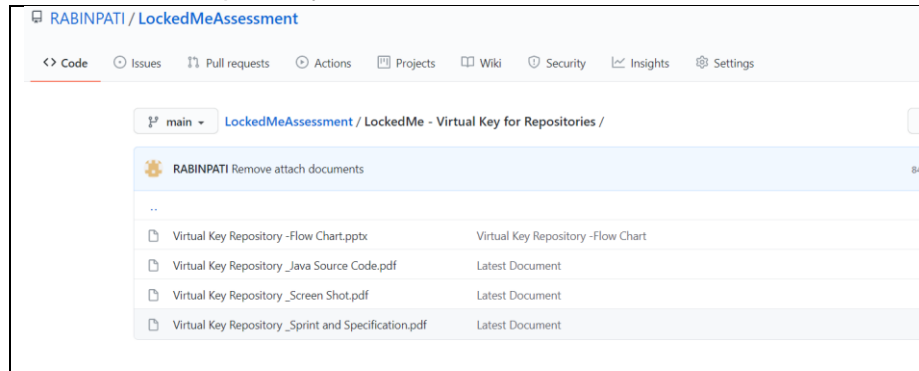 RABINPATI / LockedMeAssessment
Code Issues Pull requests Actions Projects Wiki Security Insights Settings
main LockedMeAssessment / LockedMe - Virtual Key for Repositories /
RABINPATI Remove attach documents 84
..
Virtual Key Repository -Flow Chart.pptx Virtual Key Repository -Flow Chart
Virtual Key Repository _Java Source Code.pdf Latest Document
Virtual Key Repository _Screen Shot.pdf Latest Document
Virtual Key Repository _Sprint and Specification.pdf Latest Document